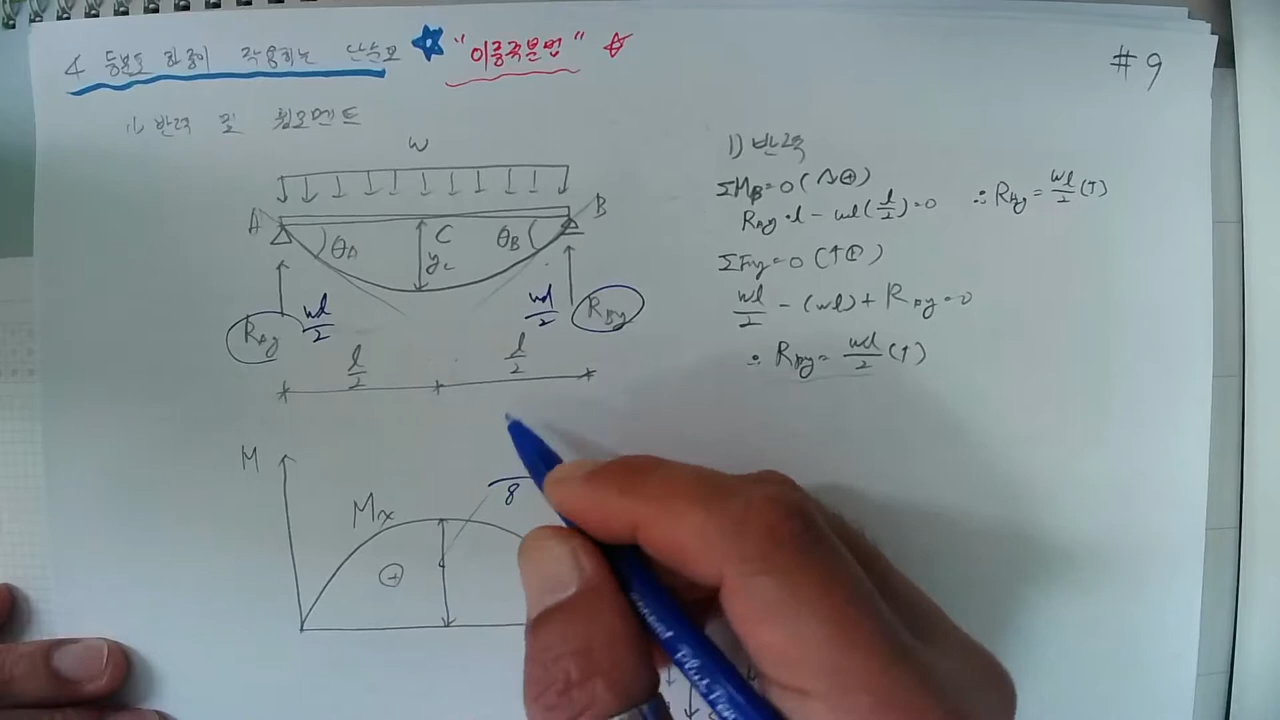 4 등분포 하중이 작용하는 단순보 ☆ "이중적분법" ☆
#9
1) 반력 및 휨모멘트
w
A
B
θA
C
θB
yc
RAy
wl/2
wl/2
RBy
l/2
l/2
M
Mx
8
⊕
1) 반력
ΣMB=0 (⊕)
RAy·l - wl(l/2)=0 ∴ RAy = wl/2 (↑)
ΣFy=0 (↑⊕)
wl/2 - (wl) + RBy=0
∴ RBy = wl/2 (↑)